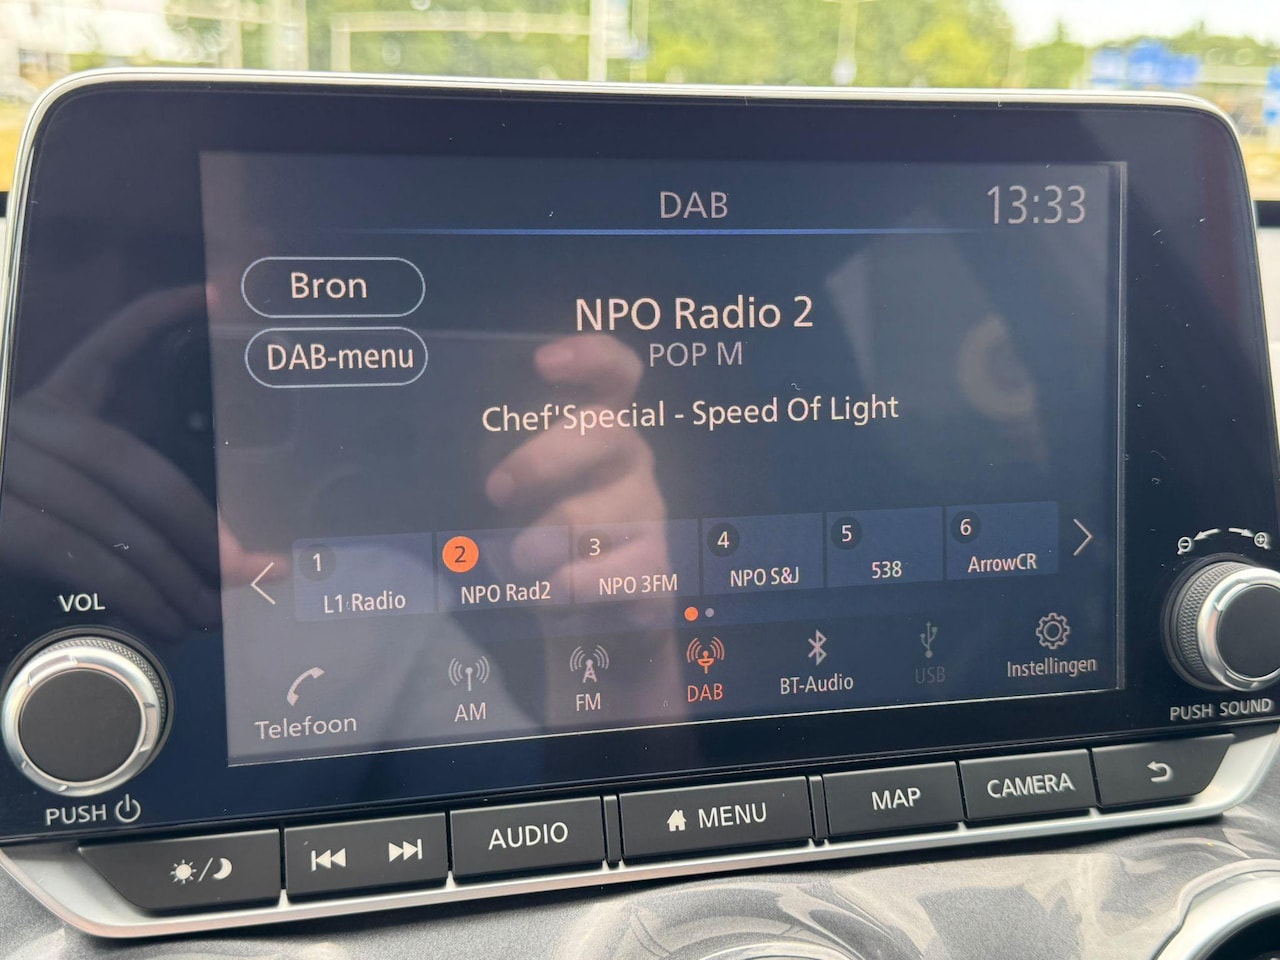 DAB
13:33
Bron
DAB-menu
NPO Radio 2
POP M
Chef'Special - Speed Of Light
1
L1 Radio
2
NPO Rad2
3
NPO 3FM
4
NPO S&J
5
538
6
ArrowCR
Telefoon
AM
FM
DAB
BT-Audio
USB
Instellingen
VOL
PUSH
PUSH SOUND
AUDIO
MENU
MAP
CAMERA